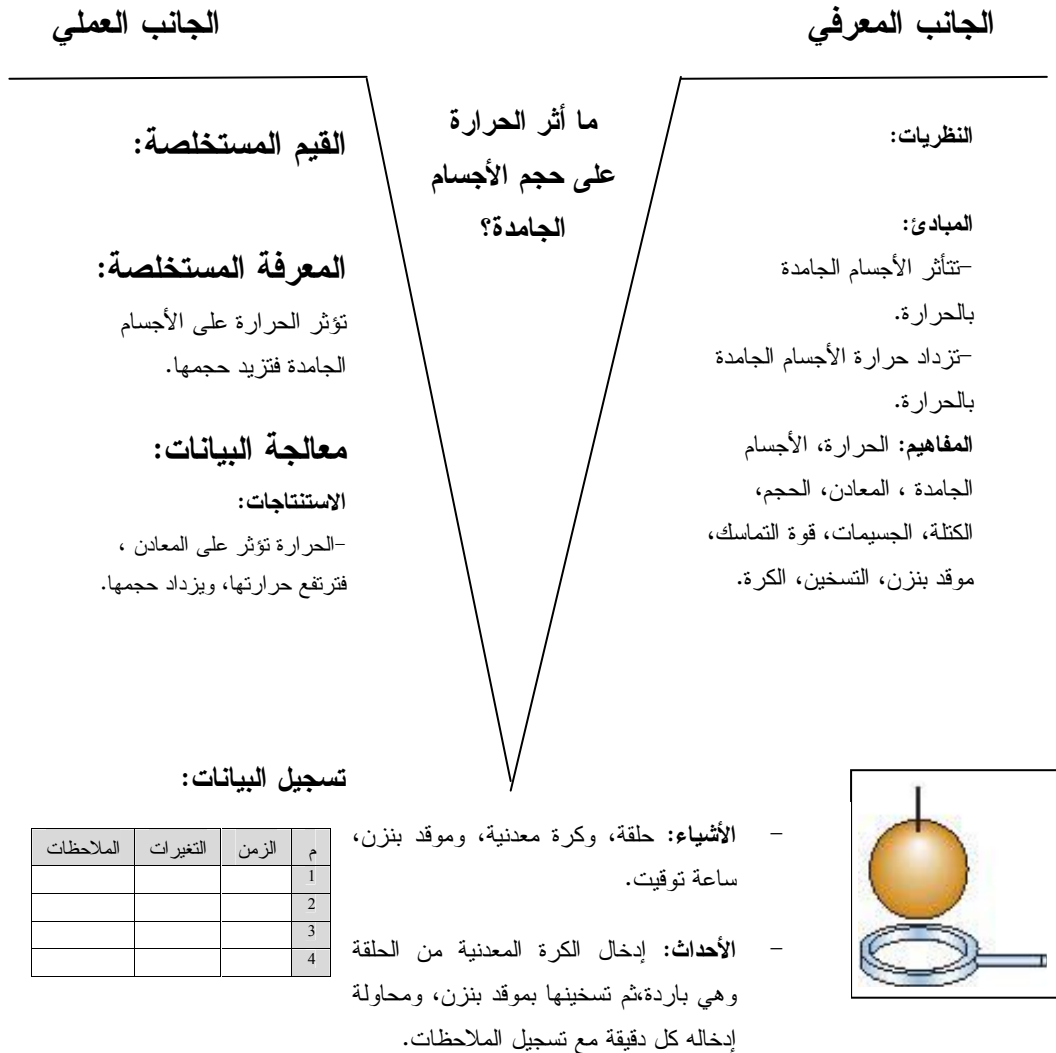 الجانب المعرفي
الجانب العملي
النظريات:
المبادئ:
-تتأثر الأجسام الجامدة
بالحرارة.
-تزداد حرارة الأجسام الجامدة
بالحرارة.
المفاهيم: الحرارة، الأجسام
الجامدة ، المعادن، الحجم،
الكتلة، الجسيمات، قوة التماسك،
موقد بنزن، التسخين، الكرة.
ما أثر الحرارة
على حجم الأجسام
الجامدة؟
القيم المستخلصة:
المعرفة المستخلصة:
تؤثر الحرارة على الأجسام
الجامدة فتزيد حجمها.
معالجة البيانات:
الاستنتاجات:
-الحرارة تؤثر على المعادن ،
فترتفع حرارتها، ويزداد حجمها.
تسجيل البيانات:
م الزمن التغيرات الملاحظات
1
2
3
4
- الأشياء: حلقة، وكرة معدنية، وموقد بنزن،
ساعة توقيت.
- الأحداث: إدخال الكرة المعدنية من الحلقة
وهي باردة،ثم تسخينها بموقد بنزن، ومحاولة
إدخاله كل دقيقة مع تسجيل الملاحظات.